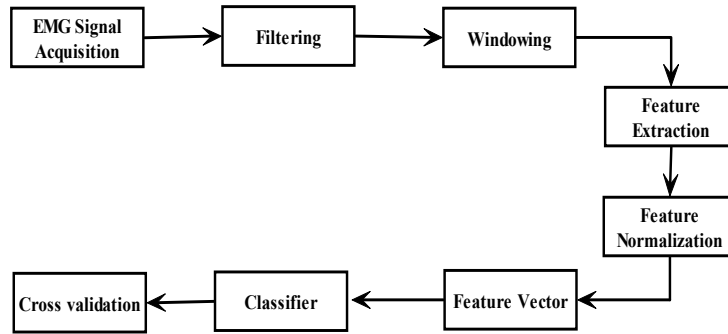 EMG Signal
Acquisition
Filtering
Windowing
Feature
Extraction
Feature
Normalization
Feature Vector
Classifier
Cross validation